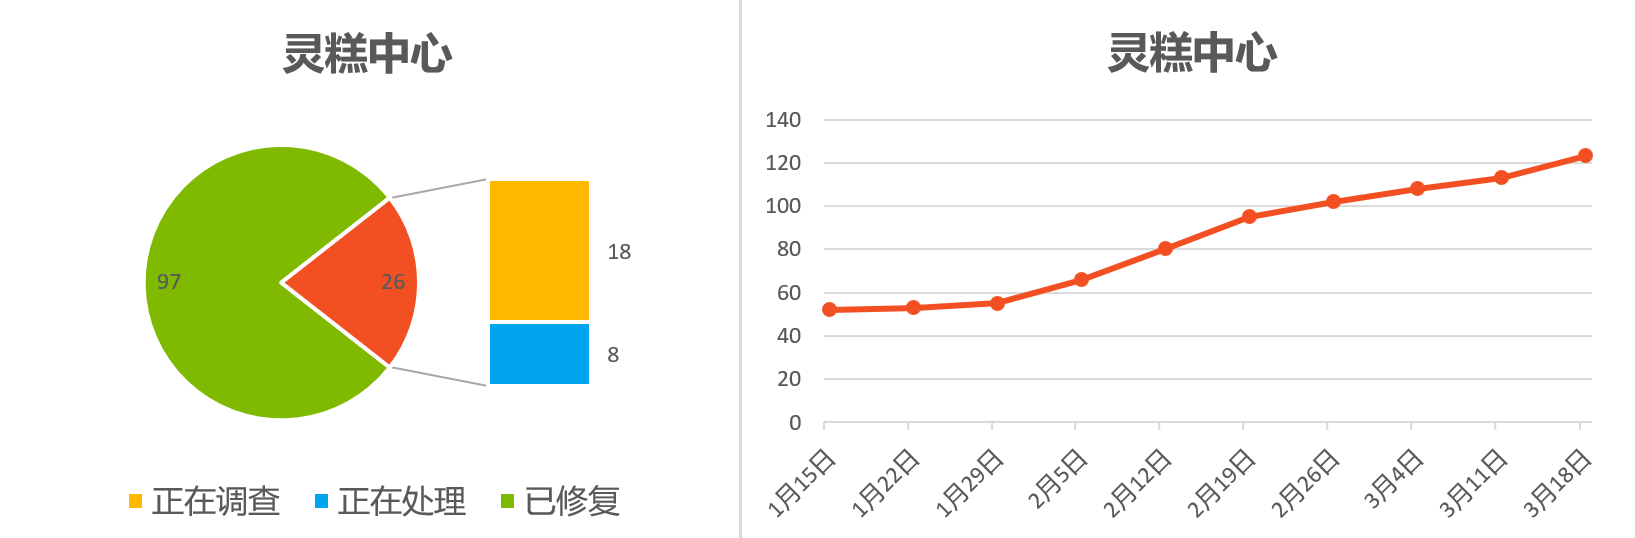 灵糕中心
97
26
18
8
正在调查
正在处理
已修复
灵糕中心
140
120
100
80
60
40
20
0
1月15日
1月22日
1月29日
2月5日
2月12日
2月19日
2月26日
3月4日
3月11日
3月18日